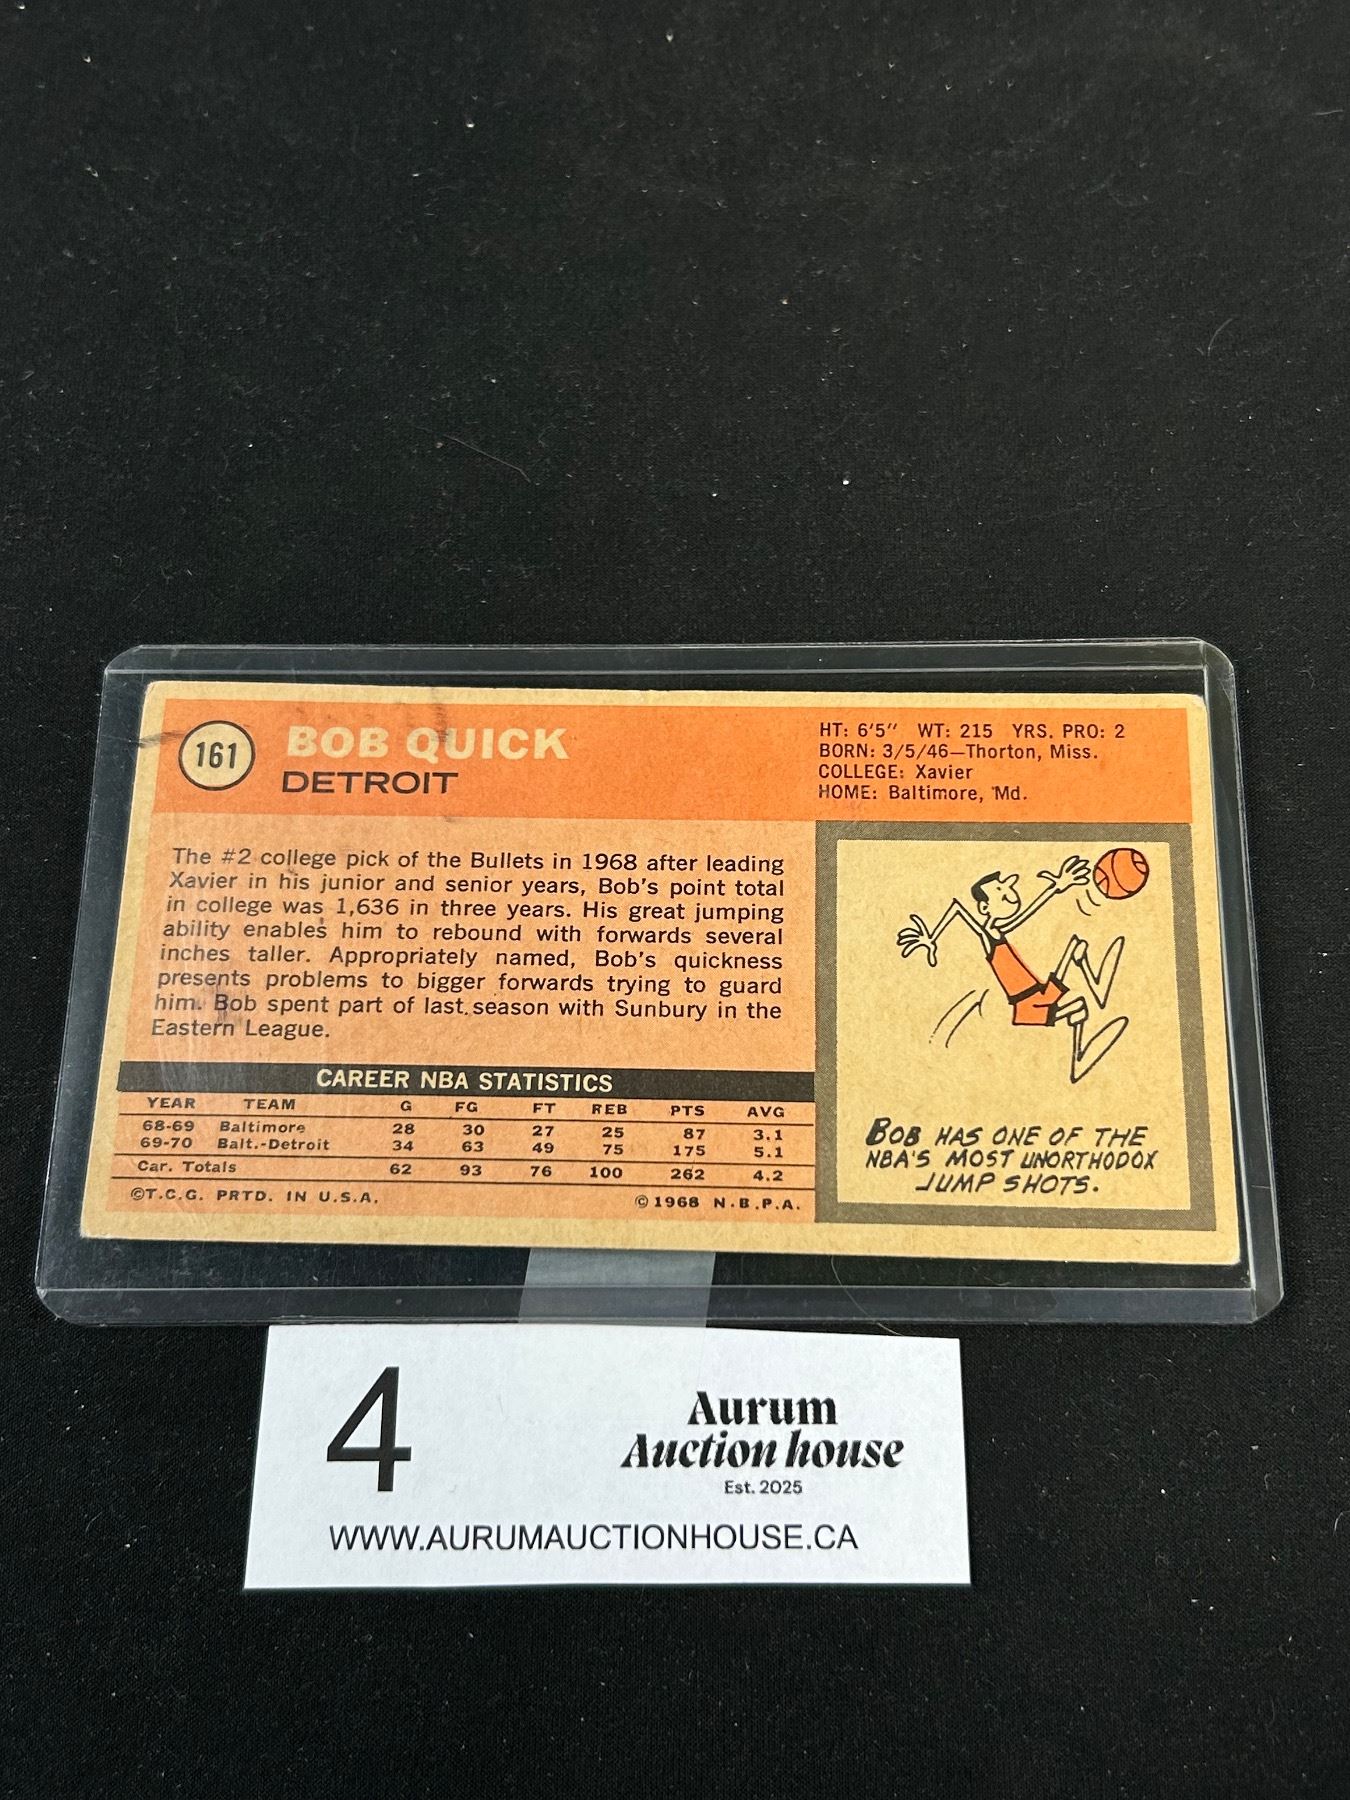 161
BOB QUICK
DETROIT
HT: 6'5" WT: 215 YRS. PRO: 2
BORN: 3/5/46—Thorton, Miss.
COLLEGE: Xavier
HOME: Baltimore, Md.
The #2 college pick of the Bullets in 1968 after leading
Xavier in his junior and senior years, Bob's point total
in college was 1,636 in three years. His great jumping
ability enables him to rebound with forwards several
inches taller. Appropriately named, Bob's quickness
presents problems to bigger forwards trying to guard
him. Bob spent part of last season with Sunbury in the
Eastern League.
CAREER NBA STATISTICS
YEAR TEAM G FG FT REB PTS AVG
68-69 Baltimore 28 30 27 25 87 3.1
69-70 Balt.-Detroit 34 63 49 75 175 5.1
Car. Totals 62 93 76 100 262 4.2
©T.C.G. PRTD. IN U.S.A. © 1968 N.B.P.A.
BOB HAS ONE OF THE
NBA'S MOST UNORTHODOX
JUMP SHOTS.
4
Aurum
Auction house
Est. 2025
WWW.AURUMAUCTIONHOUSE.CA